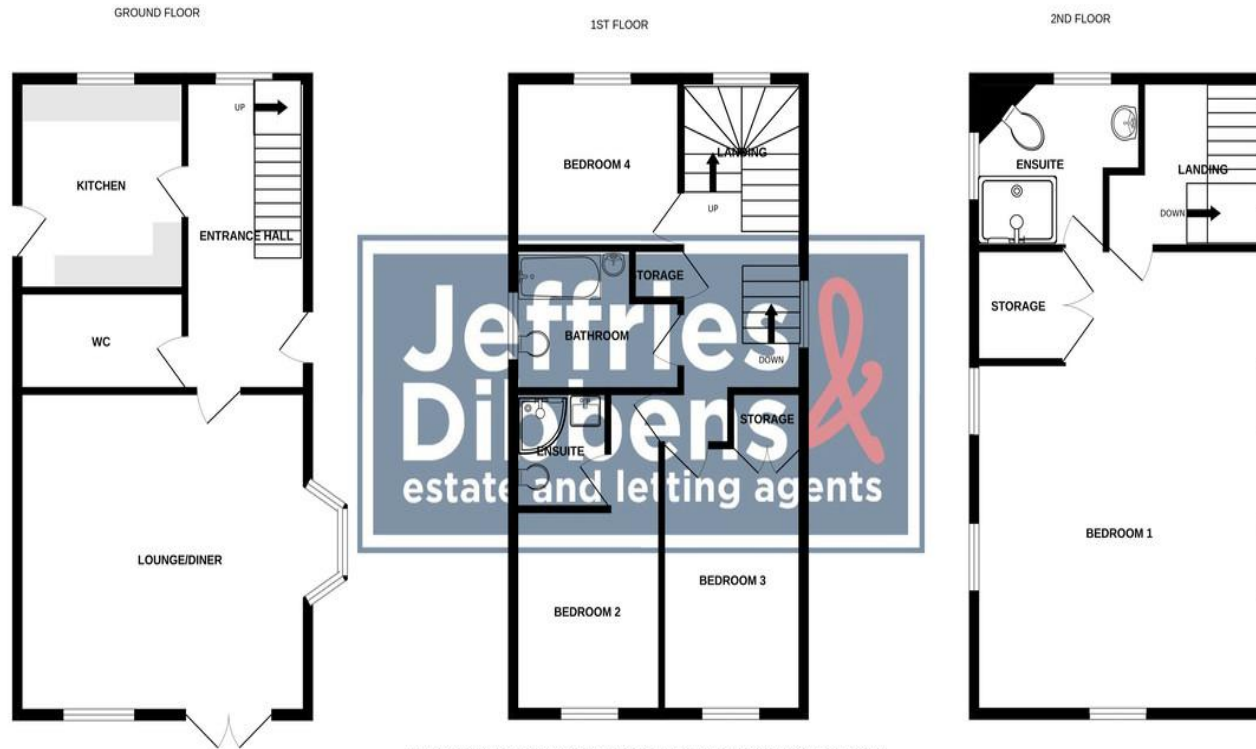 GROUND FLOOR
1ST FLOOR
2ND FLOOR
UP
KITCHEN
ENTRANCE HALL
WC
LOUNGE/DINER
BEDROOM 4
LANDING
UP
STORAGE
BATHROOM
DOWN
STORAGE
ENSUITE
BEDROOM 2
BEDROOM 3
Jeffries &
Dibbens
estate and letting agents
ENSUITE
LANDING
DOWN
STORAGE
BEDROOM 1